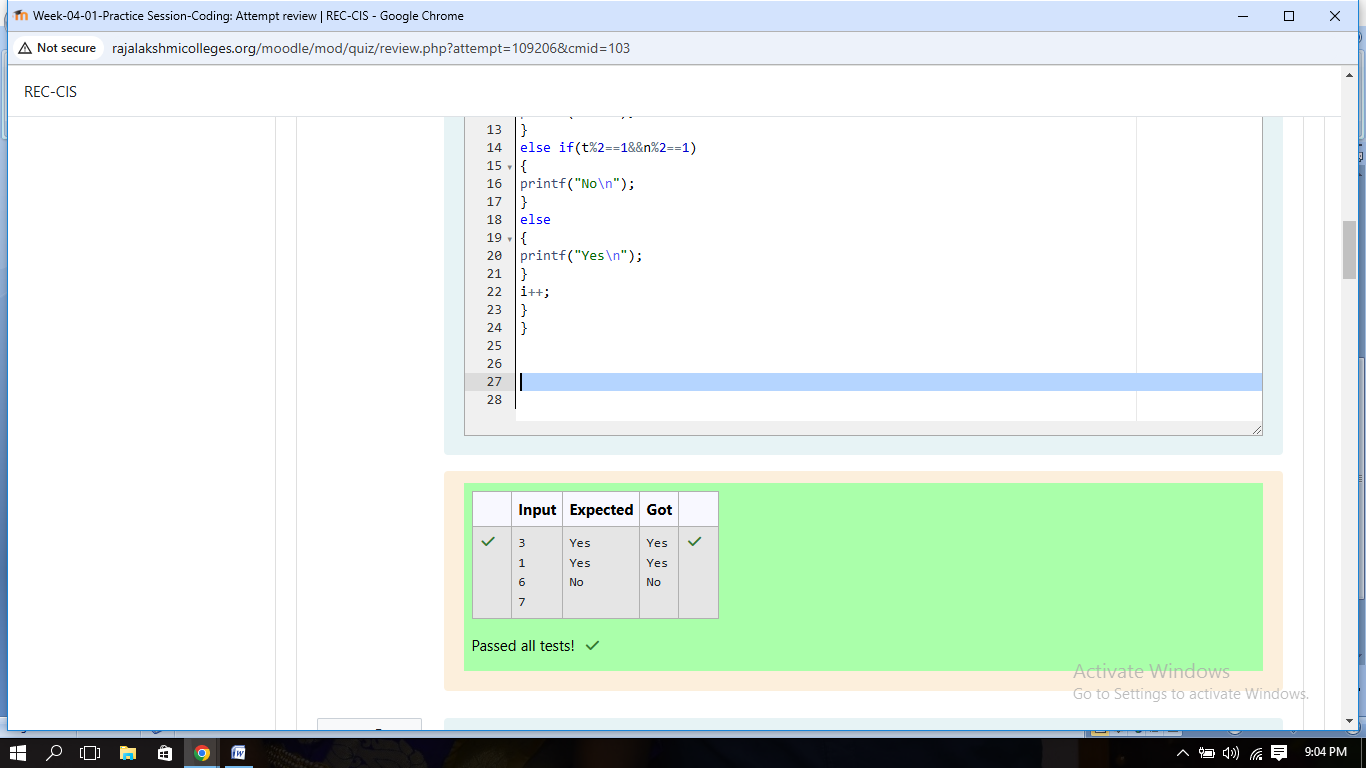 Week-04-01-Practice Session-Coding: Attempt review | REC-CIS - Google Chrome
Not secure rajalakshmicolleges.org/moodle/mod/quiz/review.php?attempt=109206&cmid=103
REC-CIS
13 }
14 else if(t%2==1&&n%2==1)
15 {
16 printf("No\n");
17 }
18 else
19 {
20 printf("Yes\n");
21 }
22 i++;
23 }
24 }
25
26
27
28
Input Expected Got
3 Yes Yes
1 Yes Yes
6 No No
7
Passed all tests!
Activate Windows
Go to Settings to activate Windows.
9:04 PM